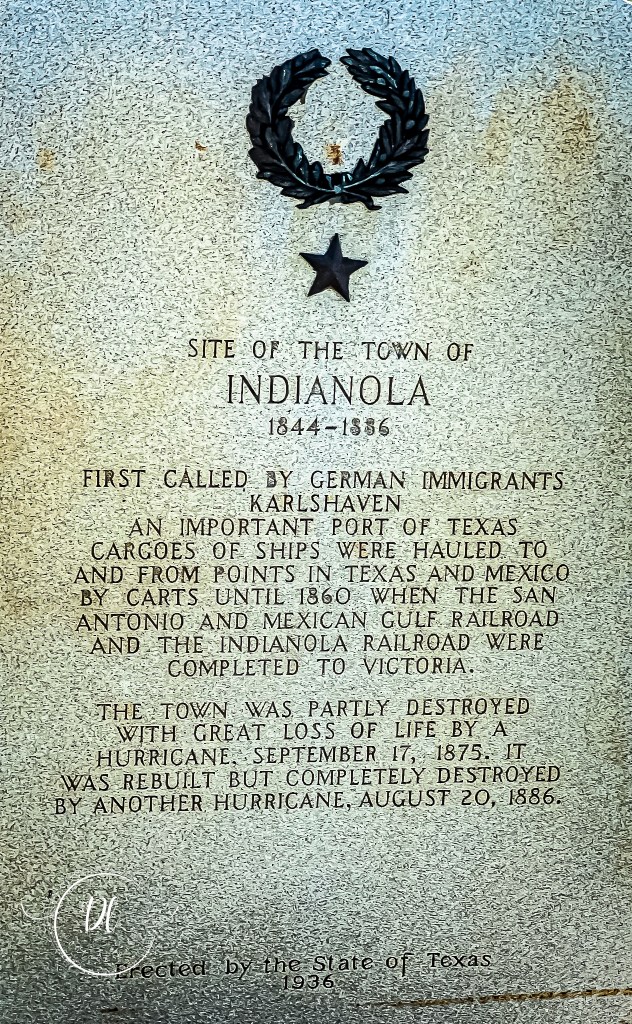 SITE OF THE TOWN OF
INDIANOLA
1844-1886
FIRST CALLED BY GERMAN IMMIGRANTS
KARLSHAVEN
AN IMPORTANT PORT OF TEXAS
CARGOES OF SHIPS WERE HAULED TO
AND FROM POINTS IN TEXAS AND MEXICO
BY CARTS UNTIL 1860 WHEN THE SAN
ANTONIO AND MEXICAN GULF RAILROAD
AND THE INDIANOLA RAILROAD WERE
COMPLETED TO VICTORIA.
THE TOWN WAS PARTLY DESTROYED
WITH GREAT LOSS OF LIFE BY A
HURRICANE, SEPTEMBER 17, 1875. IT
WAS REBUILT BUT COMPLETELY DESTROYED
BY ANOTHER HURRICANE, AUGUST 20, 1886.
Erected by the State of Texas
1936